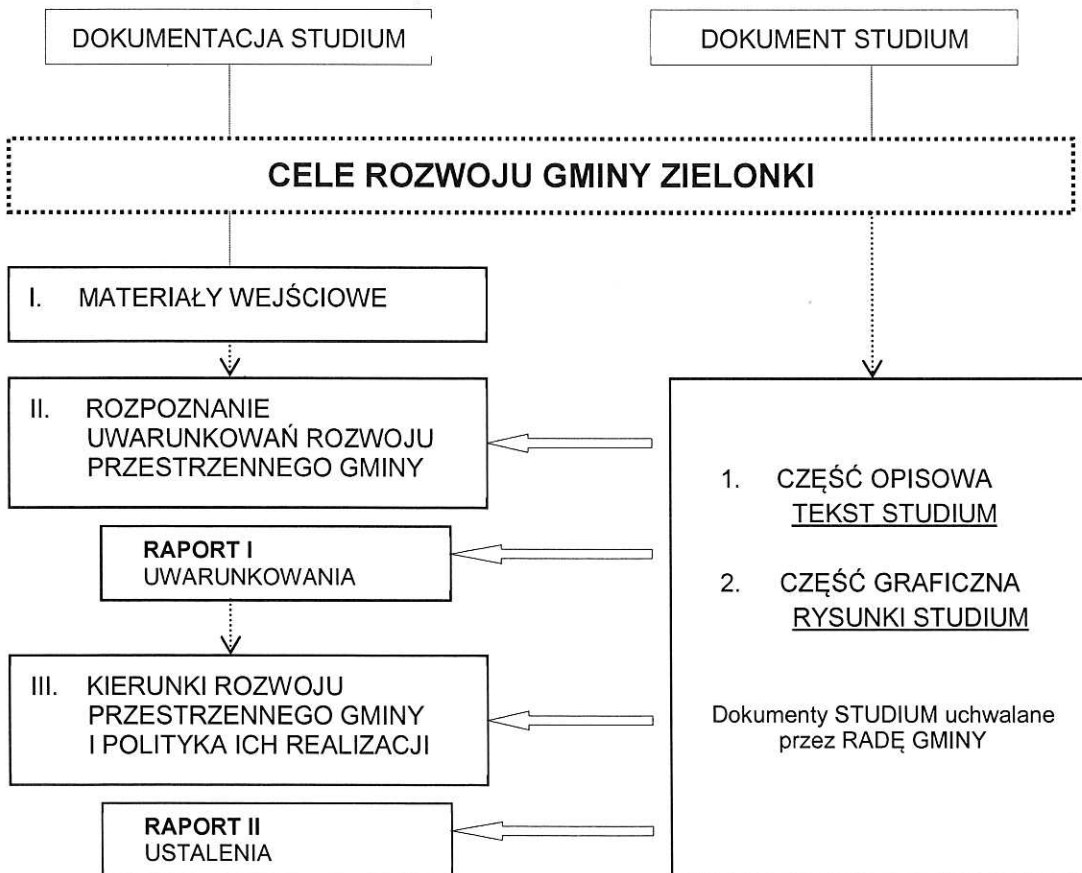 DOKUMENTACJA STUDIUM
DOKUMENT STUDIUM
CELE ROZWOJU GMINY ZIELONKI
I. MATERIAŁY WEJŚCIOWE
II. ROZPOZNANIE
UWARUNKOWAŃ ROZWOJU
PRZESTRZENNEGO GMINY
RAPORT I
UWARUNKOWANIA
III. KIERUNKI ROZWOJU
PRZESTRZENNEGO GMINY
I POLITYKA ICH REALIZACJI
RAPORT II
USTALENIA
1. CZĘŚĆ OPISOWA
TEKST STUDIUM
2. CZĘŚĆ GRAFICZNA
RYSUNKI STUDIUM
Dokumenty STUDIUM uchwalane
przez RADĘ GMINY